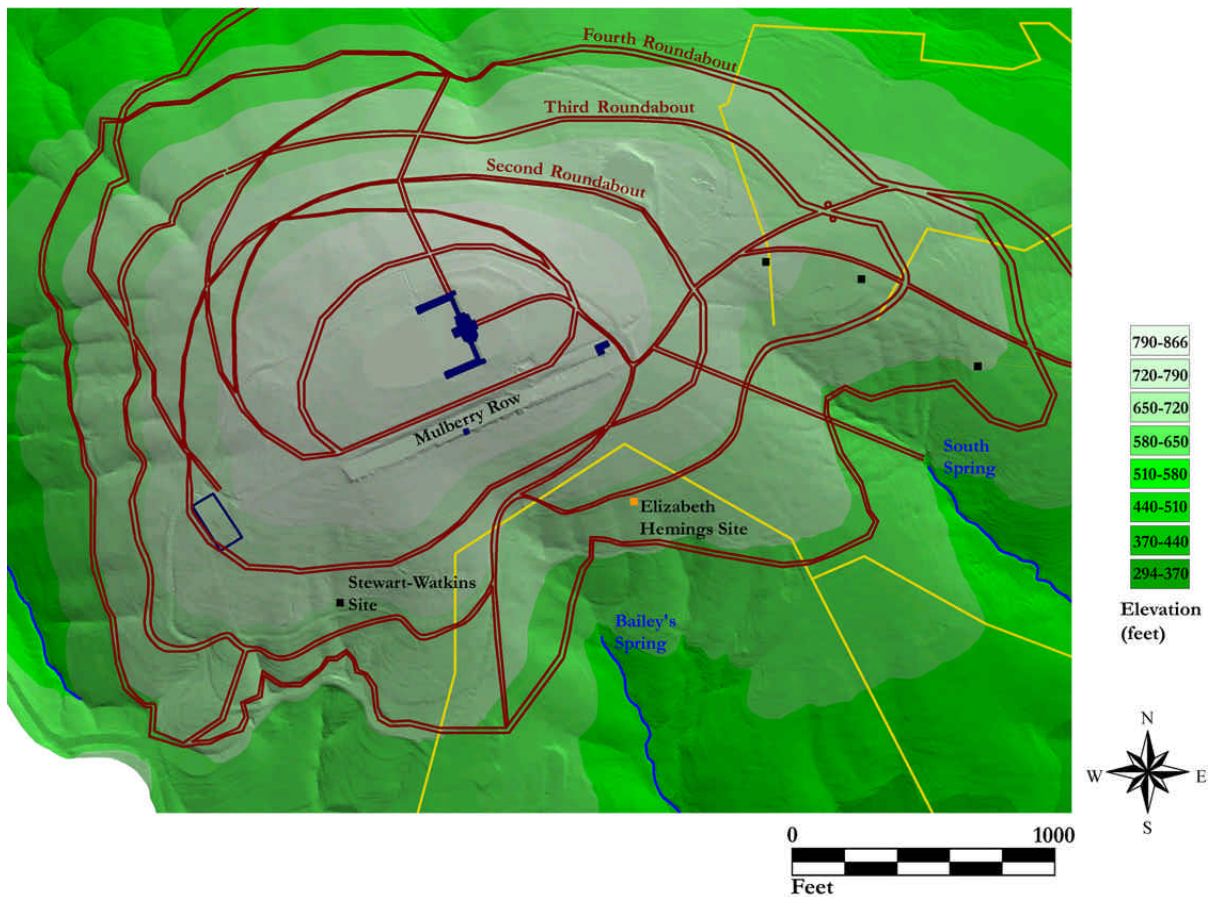 Fourth Roundabout
Third Roundabout
Second Roundabout
Mulberry Row
South
Spring
Elizabeth
Hemings Site
Stewart-Watkins
Site
Bailey's
Spring
790-866
720-790
650-720
580-650
510-580
440-510
370-440
294-370
Elevation
(feet)
N
W E
S
0 1000
Feet